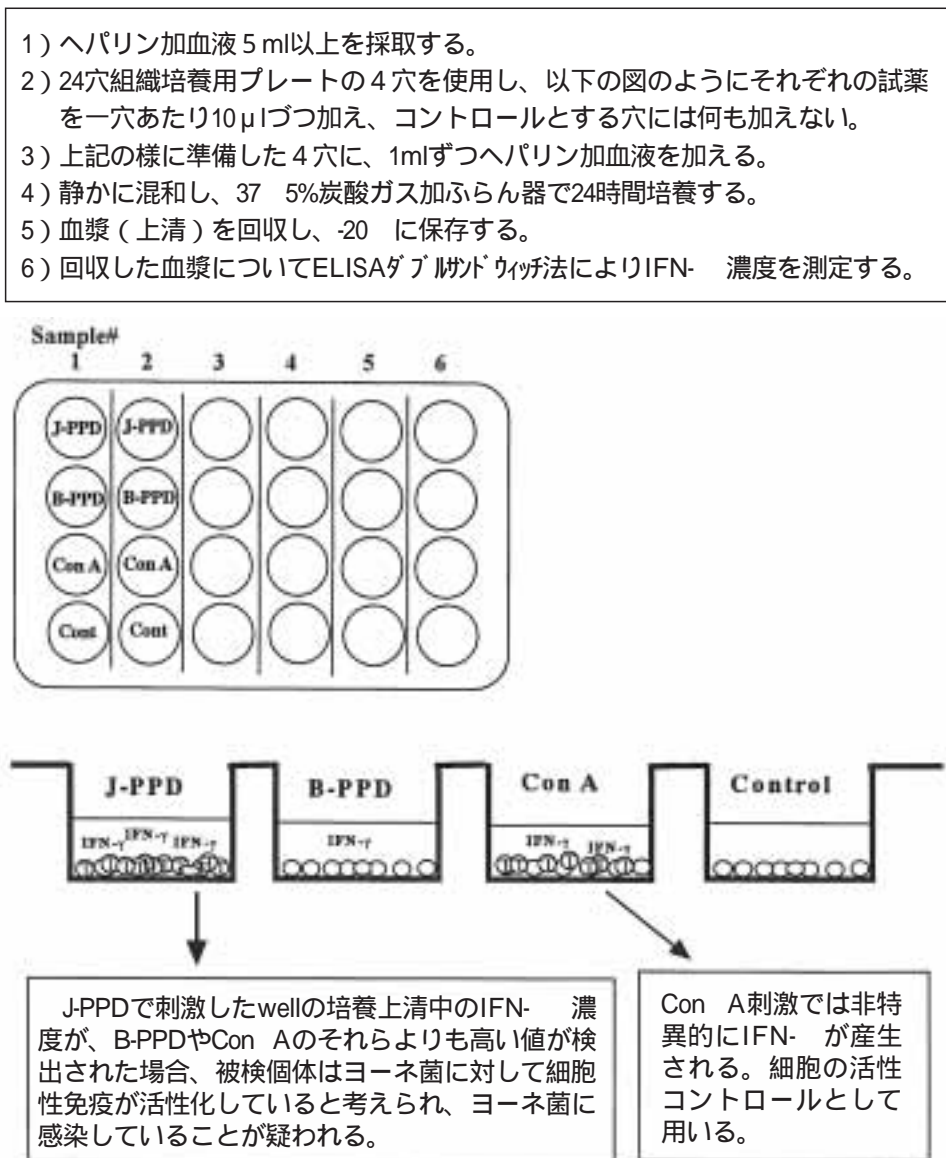 1）ヘパリン加血液５ml以上を採取する。
2）24穴組織培養用プレートの４穴を使用し、以下の図のようにそれぞれの試薬
を一穴あたり10μlづつ加え、コントロールとする穴には何も加えない。
3）上記の様に準備した４穴に、1mlずつヘパリン加血液を加える。
4）静かに混和し、37　5%炭酸ガス加ふらん器で24時間培養する。
5）血漿（上清）を回収し、-20　に保存する。
6）回収した血漿についてELISAﾀﾞﾌﾞﾙｻﾝﾄﾞｳｨｯﾁ法によりIFN-　濃度を測定する。
Sample#
1 2 3 4 5 6
J-PPD J-PPD
B-PPD B-PPD
Con A Con A
Cont Cont
J-PPD B-PPD Con A Control
IFN-γ IFN-γ IFN-γ IFN-γ IFN-γ IFN-γ
J-PPDで刺激したwellの培養上清中のIFN-　濃
度が、B-PPDやCon Aのそれらよりも高い値が検
出された場合、被検個体はヨーネ菌に対して細胞
性免疫が活性化していると考えられ、ヨーネ菌に
感染していることが疑われる。
Con A刺激では非特
異的にIFN-　が産生
される。細胞の活性
コントロールとして
用いる。